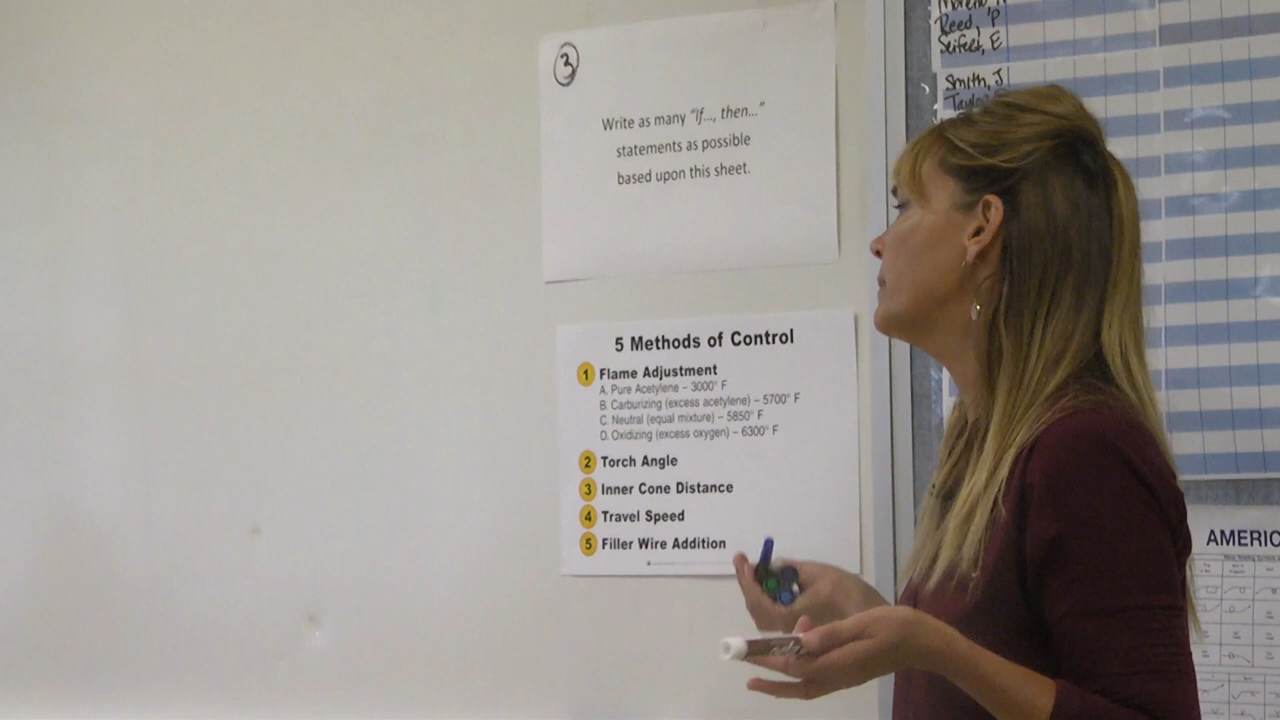 3
Write as many "If..., then..."
statements as possible
based upon this sheet.
5 Methods of Control
1 Flame Adjustment
A. Pure Acetylene – 3000° F
B. Carburizing (excess acetylene) – 5700° F
C. Neutral (equal mixture) – 5850° F
D. Oxidizing (excess oxygen) – 6300° F
2 Torch Angle
3 Inner Cone Distance
4 Travel Speed
5 Filler Wire Addition
Reed, P
Seifert, E
Smith, J
AMERIC